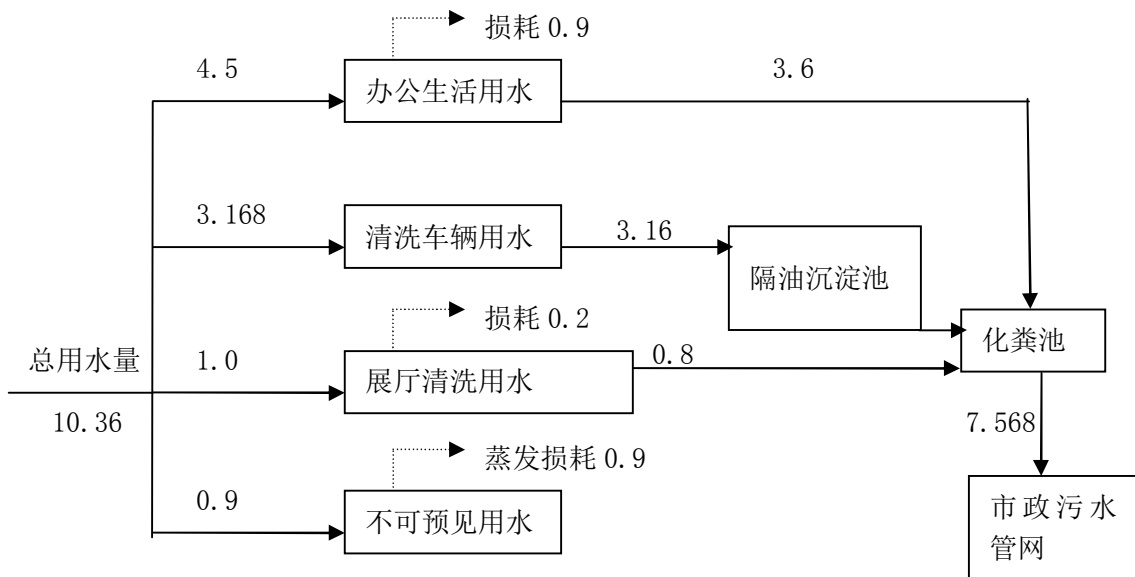 损耗 0.9
4.5
办公生活用水
3.6
3.168
清洗车辆用水
3.16
隔油沉淀池
损耗 0.2
总用水量
10.36
1.0
展厅清洗用水
0.8
化粪池
7.568
蒸发损耗 0.9
0.9
不可预见用水
市政污水
管网